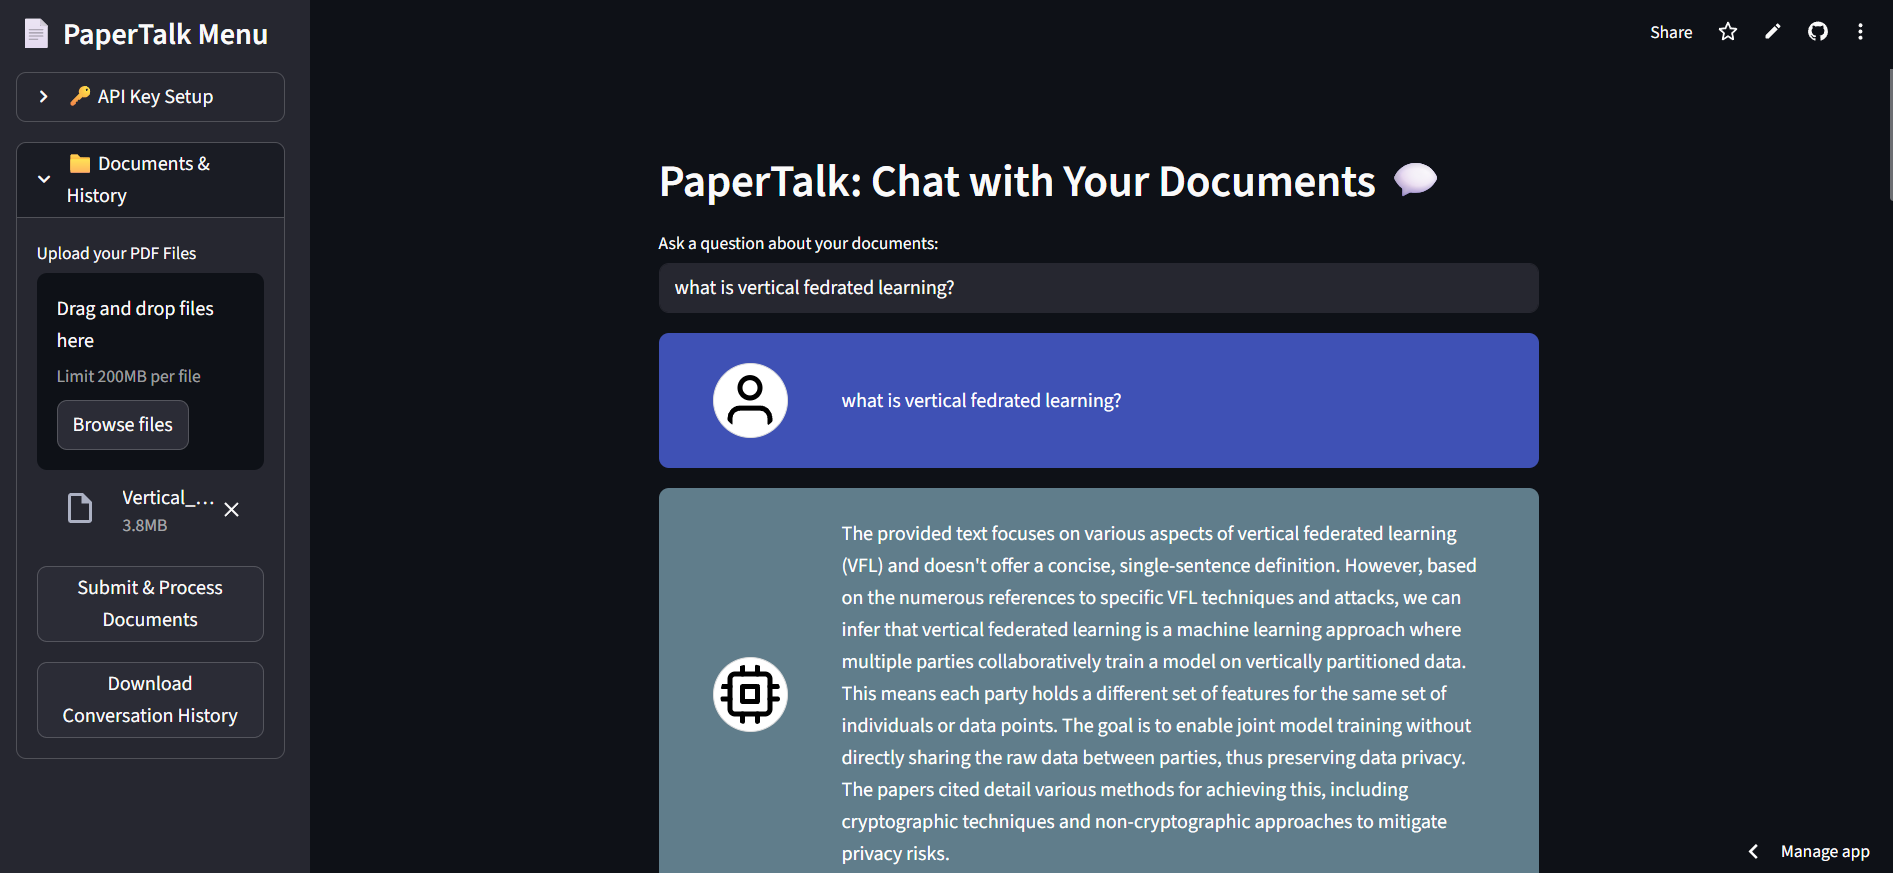 PaperTalk Menu
API Key Setup
Documents &
History
Upload your PDF Files
Drag and drop files
here
Limit 200MB per file
Browse files
Vertical_...
3.8MB
Submit & Process
Documents
Download
Conversation History
Share
PaperTalk: Chat with Your Documents
Ask a question about your documents:
what is vertical fedrated learning?
what is vertical fedrated learning?
The provided text focuses on various aspects of vertical federated learning
(VFL) and doesn't offer a concise, single-sentence definition. However, based
on the numerous references to specific VFL techniques and attacks, we can
infer that vertical federated learning is a machine learning approach where
multiple parties collaboratively train a model on vertically partitioned data.
This means each party holds a different set of features for the same set of
individuals or data points. The goal is to enable joint model training without
directly sharing the raw data between parties, thus preserving data privacy.
The papers cited detail various methods for achieving this, including
cryptographic techniques and non-cryptographic approaches to mitigate
privacy risks.
Manage app